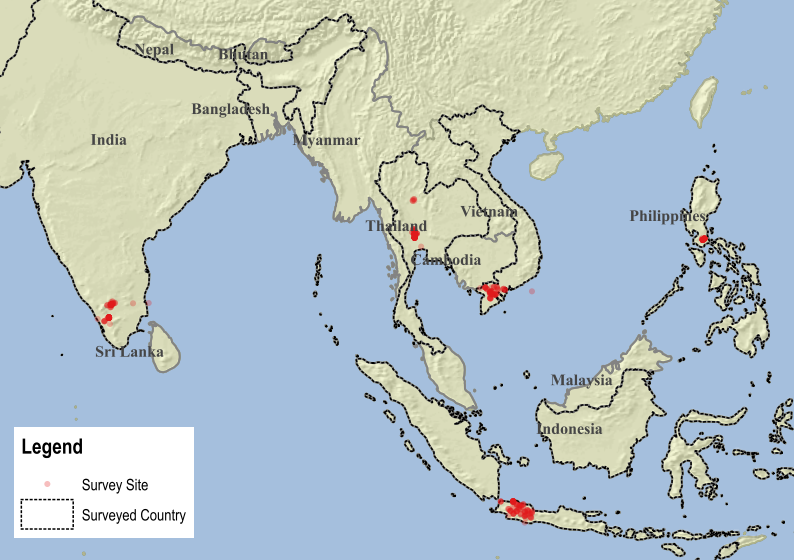 Nepal
Bhutan
Bangladesh
India
Myanmar
Thailand
Vietnam
Philippines
Cambodia
Sri Lanka
Malaysia
Indonesia
Legend
Survey Site
Surveyed Country